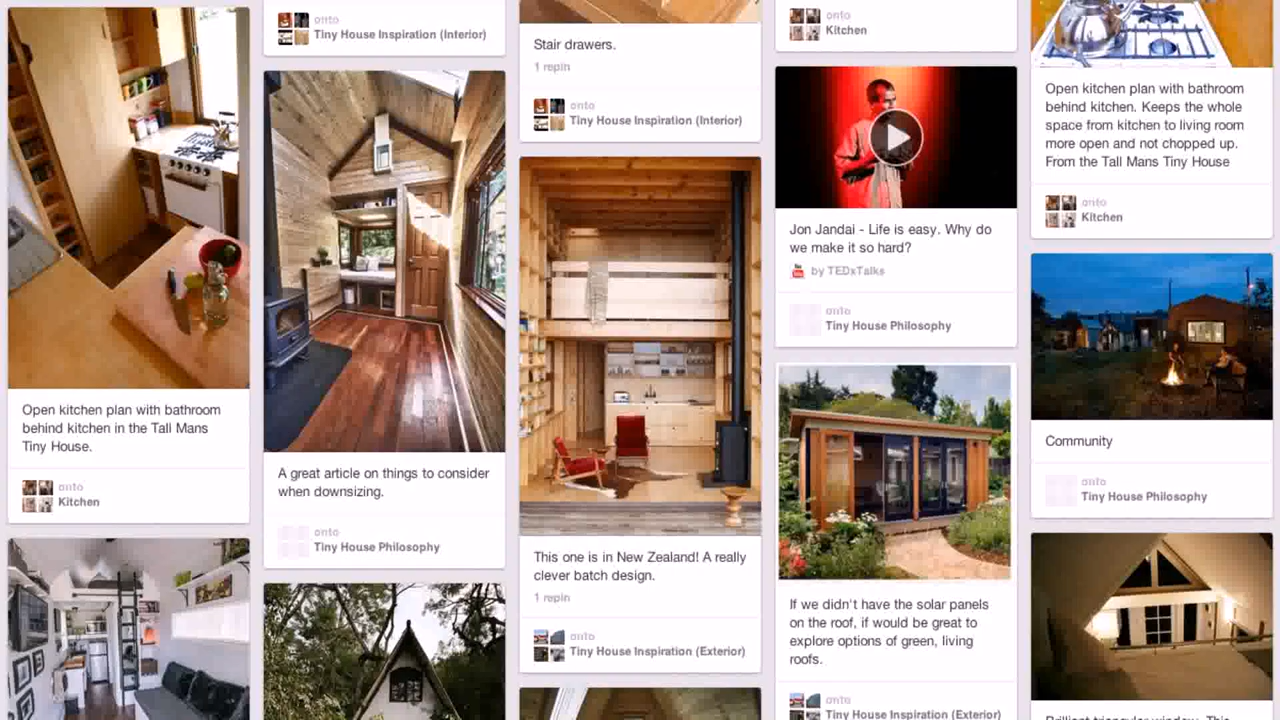 Open kitchen plan with bathroom
behind kitchen in the Tall Mans
Tiny House.
onto
Kitchen
onto
Tiny House Inspiration (Interior)
A great article on things to consider
when downsizing.
onto
Tiny House Philosophy
Stair drawers.
1 repin
onto
Tiny House Inspiration (Interior)
This one is in New Zealand! A really
clever batch design.
1 repin
onto
Tiny House Inspiration (Exterior)
onto
Kitchen
Jon Jandai - Life is easy. Why do
we make it so hard?
by TEDxTalks
onto
Tiny House Philosophy
If we didn't have the solar panels
on the roof, if would be great to
explore options of green, living
roofs.
onto
Tiny House Inspiration (Exterior)
Open kitchen plan with bathroom
behind kitchen. Keeps the whole
space from kitchen to living room
more open and not chopped up.
From the Tall Mans Tiny House
onto
Kitchen
Community
onto
Tiny House Philosophy
Brilliant triangular window. This